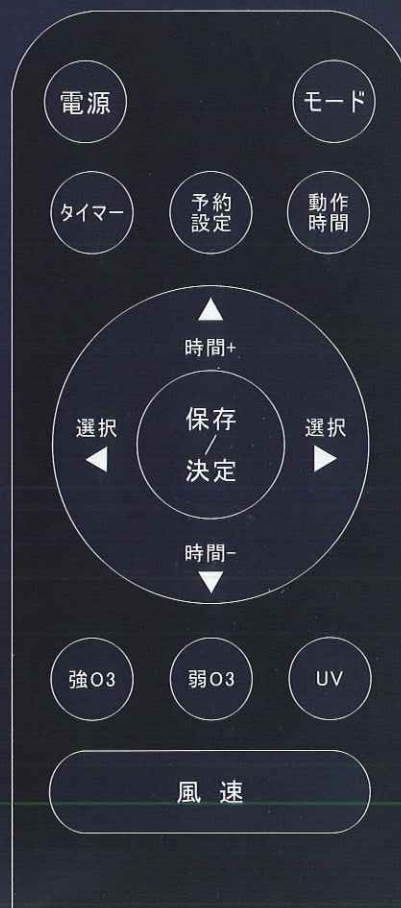 電源
モード
タイマー
予約
設定
動作
時間
▲
時間+
選択
◀
保存
/
決定
選択
▶
時間-
▼
強O3
弱O3
UV
風 速